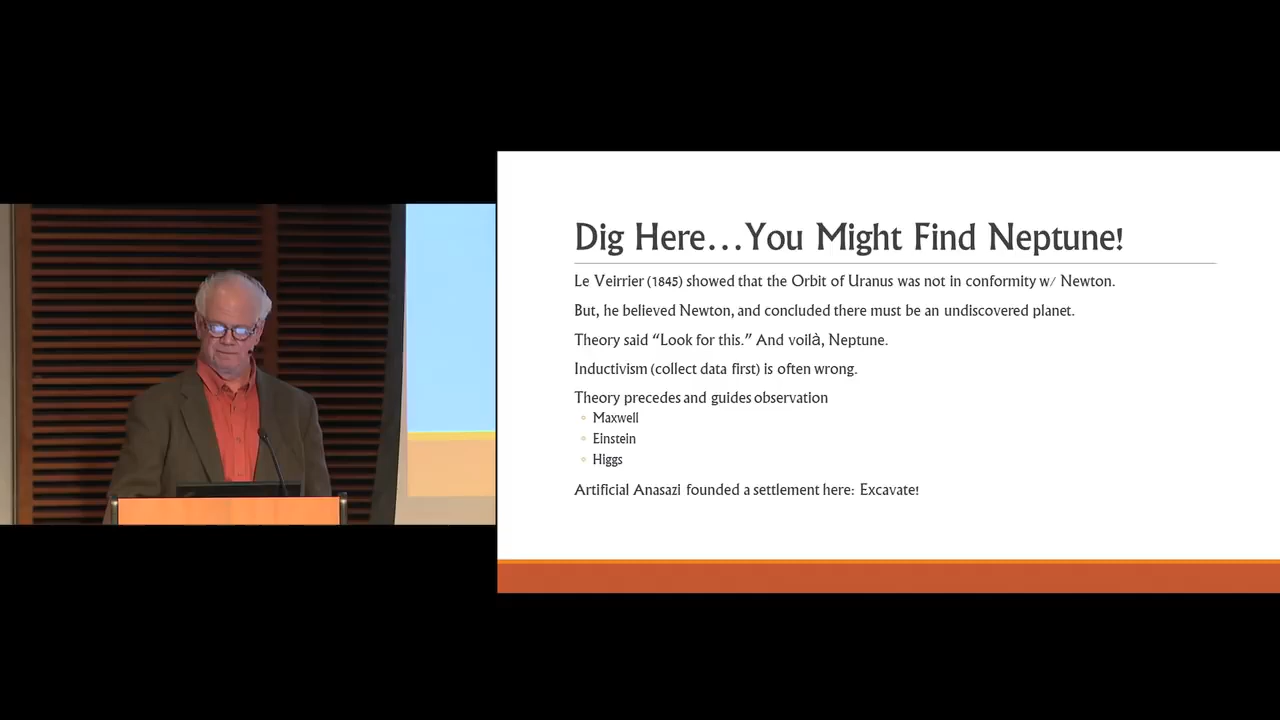 Dig Here…You Might Find Neptune!
Le Veirrier (1845) showed that the Orbit of Uranus was not in conformity w/ Newton.
But, he believed Newton, and concluded there must be an undiscovered planet.
Theory said “Look for this.” And voilà, Neptune.
Inductivism (collect data first) is often wrong.
Theory precedes and guides observation
Maxwell
Einstein
Higgs
Artificial Anasazi founded a settlement here: Excavate!